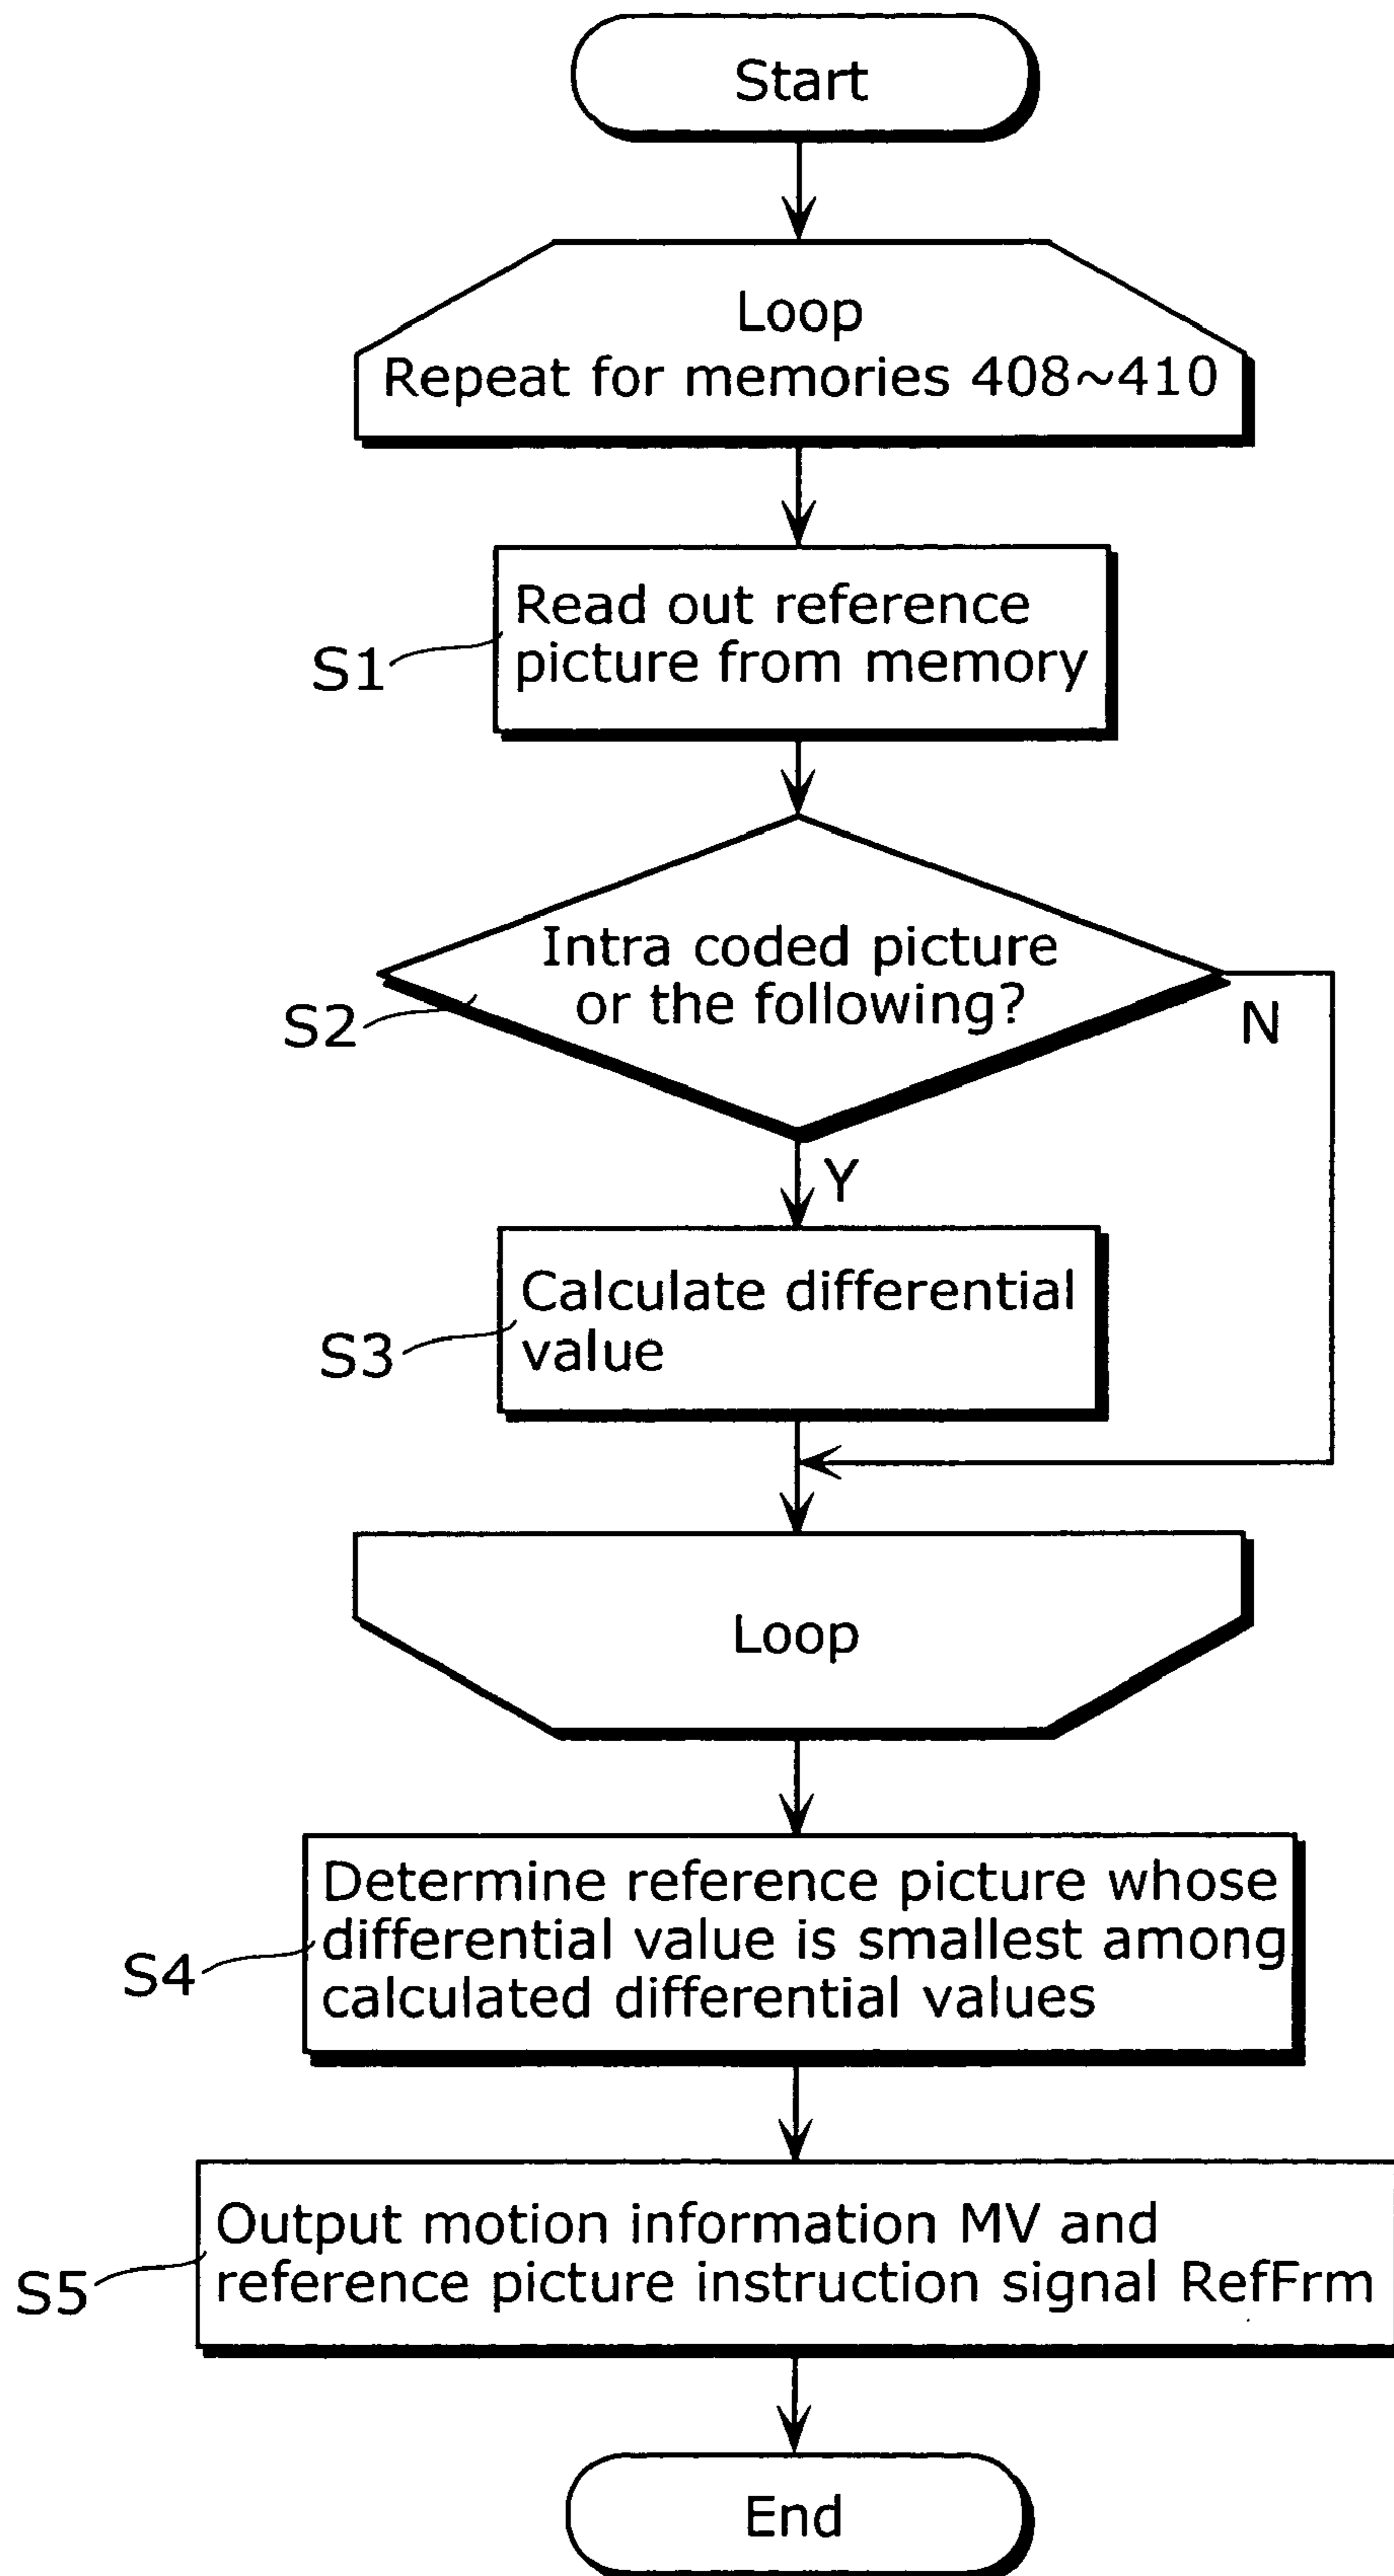 Start
Loop
Repeat for memories 408~410
Read out reference
picture from memory
S1
Intra coded picture
or the following?
S2
N
Y
Calculate differential
value
S3
Loop
Determine reference picture whose
differential value is smallest among
calculated differential values
S4
Output motion information MV and
reference picture instruction signal RefFrm
S5
End